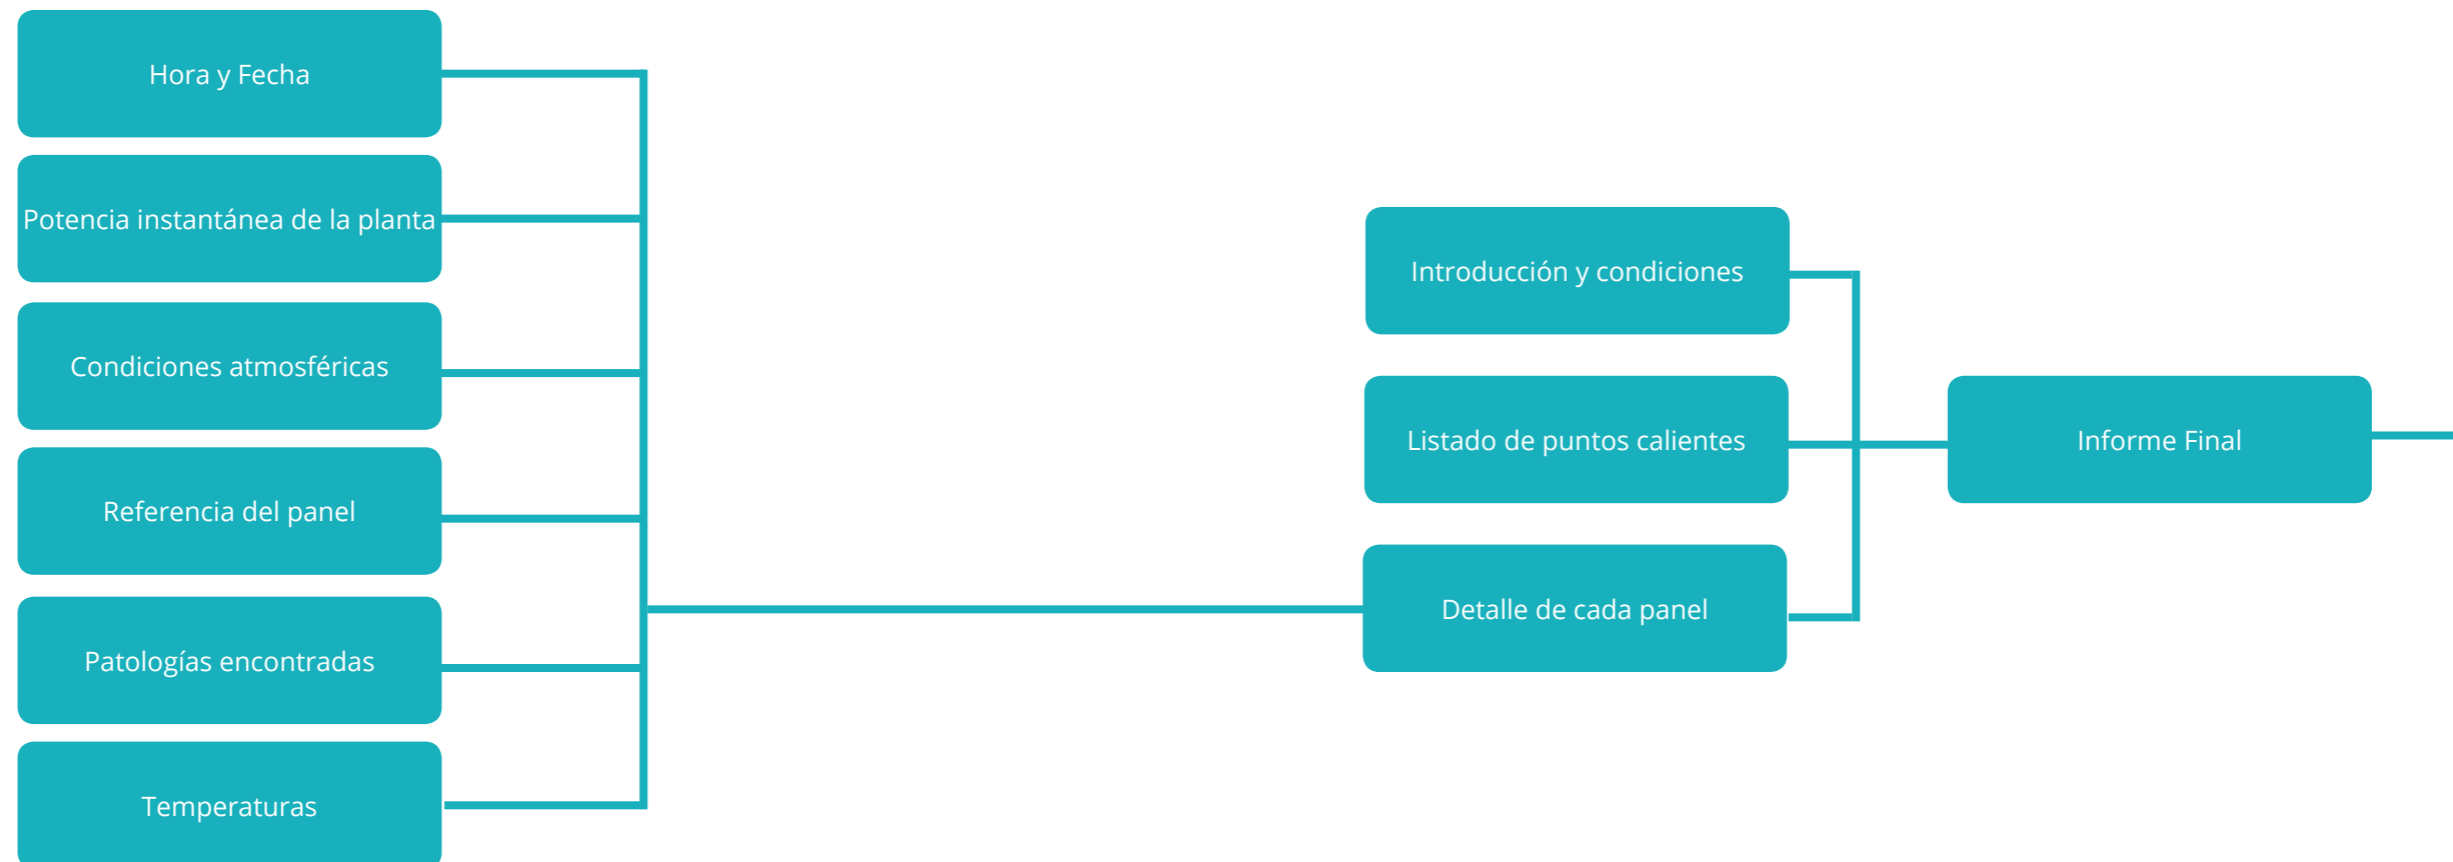 Hora y Fecha
Potencia instantánea de la planta
Condiciones atmosféricas
Referencia del panel
Patologías encontradas
Temperaturas
Introducción y condiciones
Listado de puntos calientes
Detalle de cada panel
Informe Final